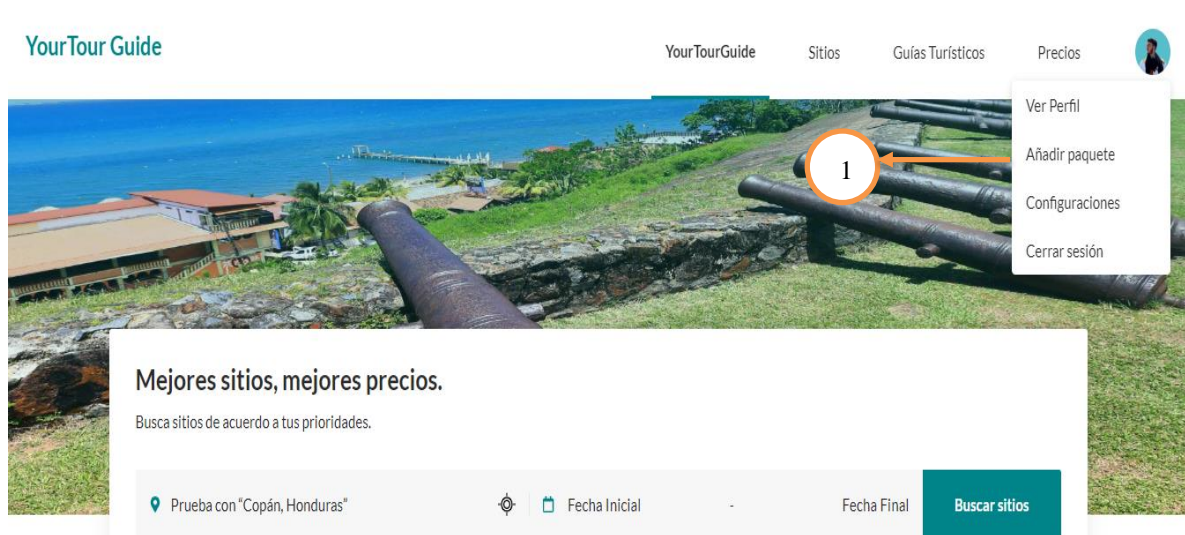 YourTour Guide
YourTourGuide Sitios Guías Turísticos Precios
Ver Perfil
Añadir paquete
1
Configuraciones
Cerrar sesión
Mejores sitios, mejores precios.
Busca sitios de acuerdo a tus prioridades.
Prueba con "Copán, Honduras" Fecha Inicial - Fecha Final Buscar sitios